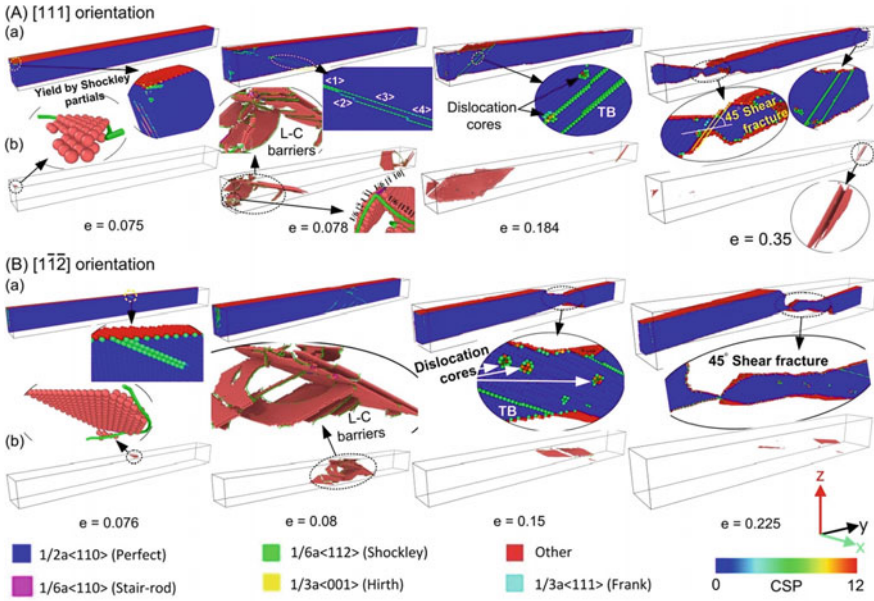 (A) [111] orientation
(a)
Yield by Shockley
partials
<1>
<2>
<3>
<4>
Dislocation
cores
TB
45° Shear
fracture
L-C
barriers
(b)
e = 0.075
e = 0.078
e = 0.184
e = 0.35
(B) [11̄2̄] orientation
(a)
Dislocation
cores
TB
45° Shear fracture
L-C
barriers
(b)
e = 0.076
e = 0.08
e = 0.15
e = 0.225
z
y
x
1/2a<110> (Perfect)
1/6a<112> (Shockley)
Other
1/6a<110> (Stair-rod)
1/3a<001> (Hirth)
1/3a<111> (Frank)
0 CSP 12